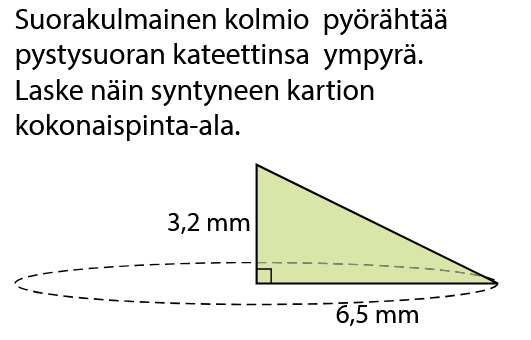 Suorakulmainen kolmio pyörähtää
pystysuoran kateettinsa ympyrä.
Laske näin syntyneen kartion
kokonaispinta-ala.
3,2 mm
6,5 mm